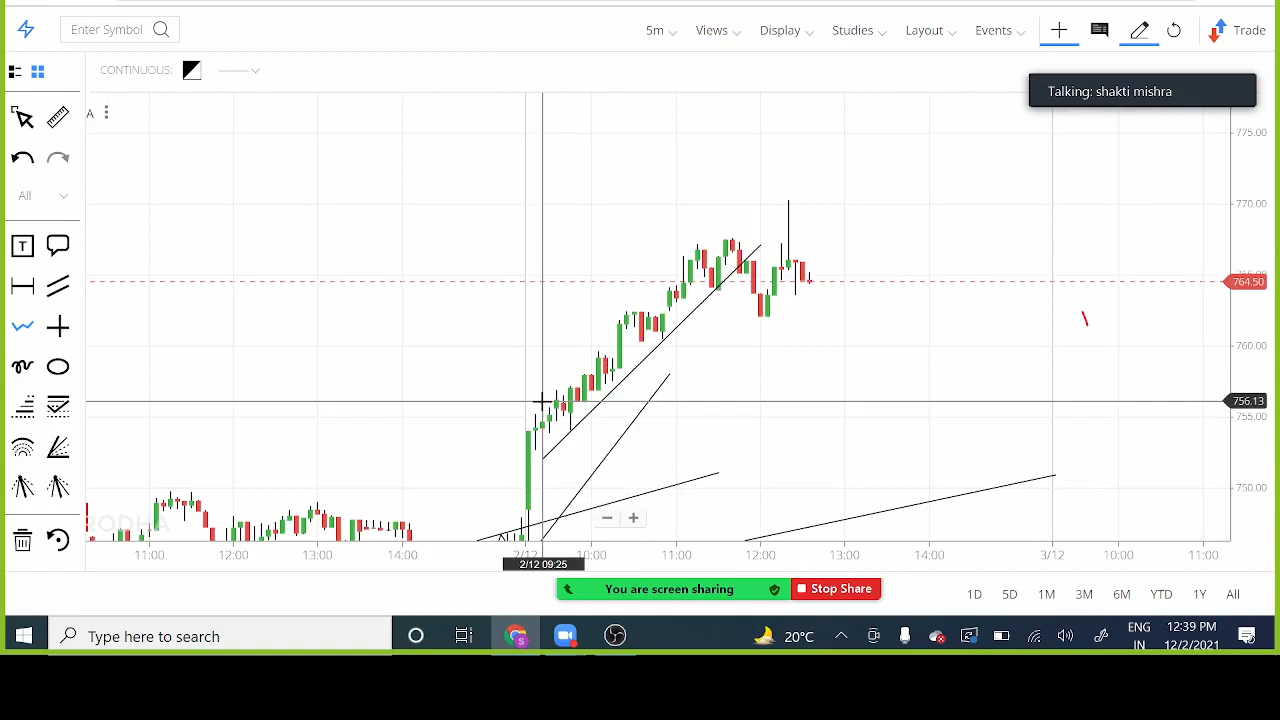 Enter Symbol
5m Views Display Studies Layout Events Trade
CONTINUOUS:
Talking: shakti mishra
A
775.00
770.00
All
T
764.50
760.00
756.13
755.00
750.00
RODHA
11:00 12:00 13:00 14:00 2/12 10:00 11:00 12:00 13:00 14:00 3/12 10:00 11:00
2/12 09:25
You are screen sharing Stop Share
1D 5D 1M 3M 6M YTD 1Y All
Type here to search
20°C
ENG
IN
12:39 PM
12/2/2021